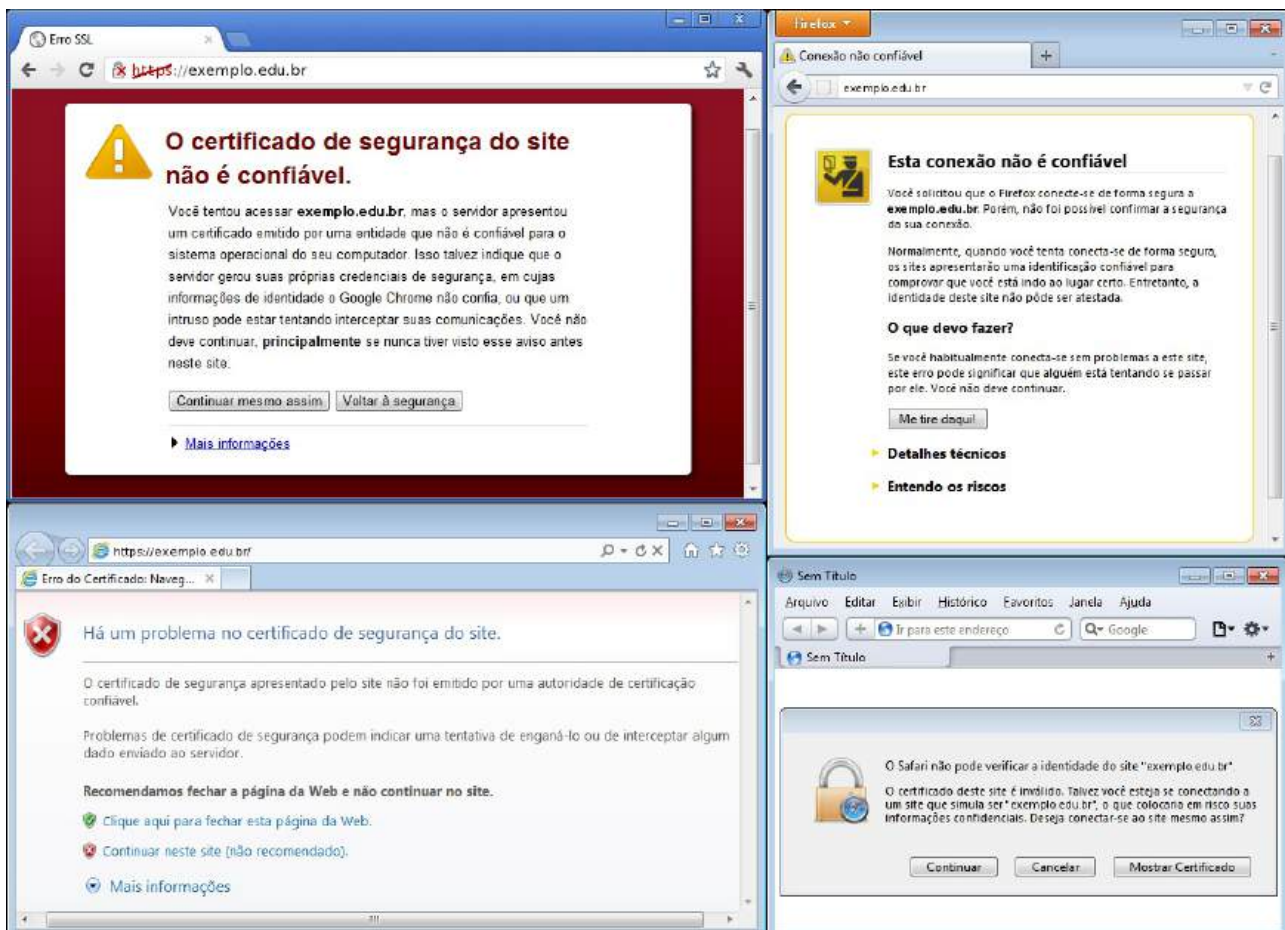 Erro SSL
https://exemplo.edu.br
O certificado de segurança do site
não é confiável.
Você tentou acessar exemplo.edu.br, mas o servidor apresentou
um certificado emitido por uma entidade que não é confiável para o
sistema operacional do seu computador. Isso talvez indique que o
servidor gerou suas próprias credenciais de segurança, em cujas
informações de identidade o Google Chrome não confia, ou que um
intruso pode estar tentando interceptar suas comunicações. Você não
deve continuar, principalmente se nunca tiver visto esse aviso antes
neste site.
Continuar mesmo assim Voltar à segurança
Mais informações
Firefox
Conexão não confiável
exemplo.edu.br
Esta conexão não é confiável
Você solicitou que o Firefox conecte-se de forma segura a
exemplo.edu.br. Porém, não foi possível confirmar a segurança
da sua conexão.
Normalmente, quando você tenta conecta-se de forma segura,
os sites apresentarão uma identificação confiável para
comprovar que você está indo ao lugar certo. Entretanto, a
identidade deste site não pôde ser atestada.
O que devo fazer?
Se você habitualmente conecta-se sem problemas a este site,
este erro pode significar que alguém está tentando se passar
por ele. Você não deve continuar.
Me tire daqui!
Detalhes técnicos
Entendo os riscos
https://exemplo.edu.br/
Erro do Certificado: Naveg...
Há um problema no certificado de segurança do site.
O certificado de segurança apresentado pelo site não foi emitido por uma autoridade de certificação
confiável.
Problemas de certificado de segurança podem indicar uma tentativa de enganá-lo ou de interceptar algum
dado enviado ao servidor.
Recomendamos fechar a página da Web e não continuar no site.
Clique aqui para fechar esta página da Web.
Continuar neste site (não recomendado).
Mais informações
Sem Título
Arquivo Editar Exibir Histórico Favoritos Janela Ajuda
Ir para este endereço Google
Sem Título
O Safari não pode verificar a identidade do site "exemplo.edu.br".
O certificado deste site é inválido. Talvez você esteja se conectando a
um site que simula ser "exemplo.edu.br", o que colocaria em risco suas
informações confidenciais. Deseja conectar-se ao site mesmo assim?
Continuar Cancelar Mostrar Certificado